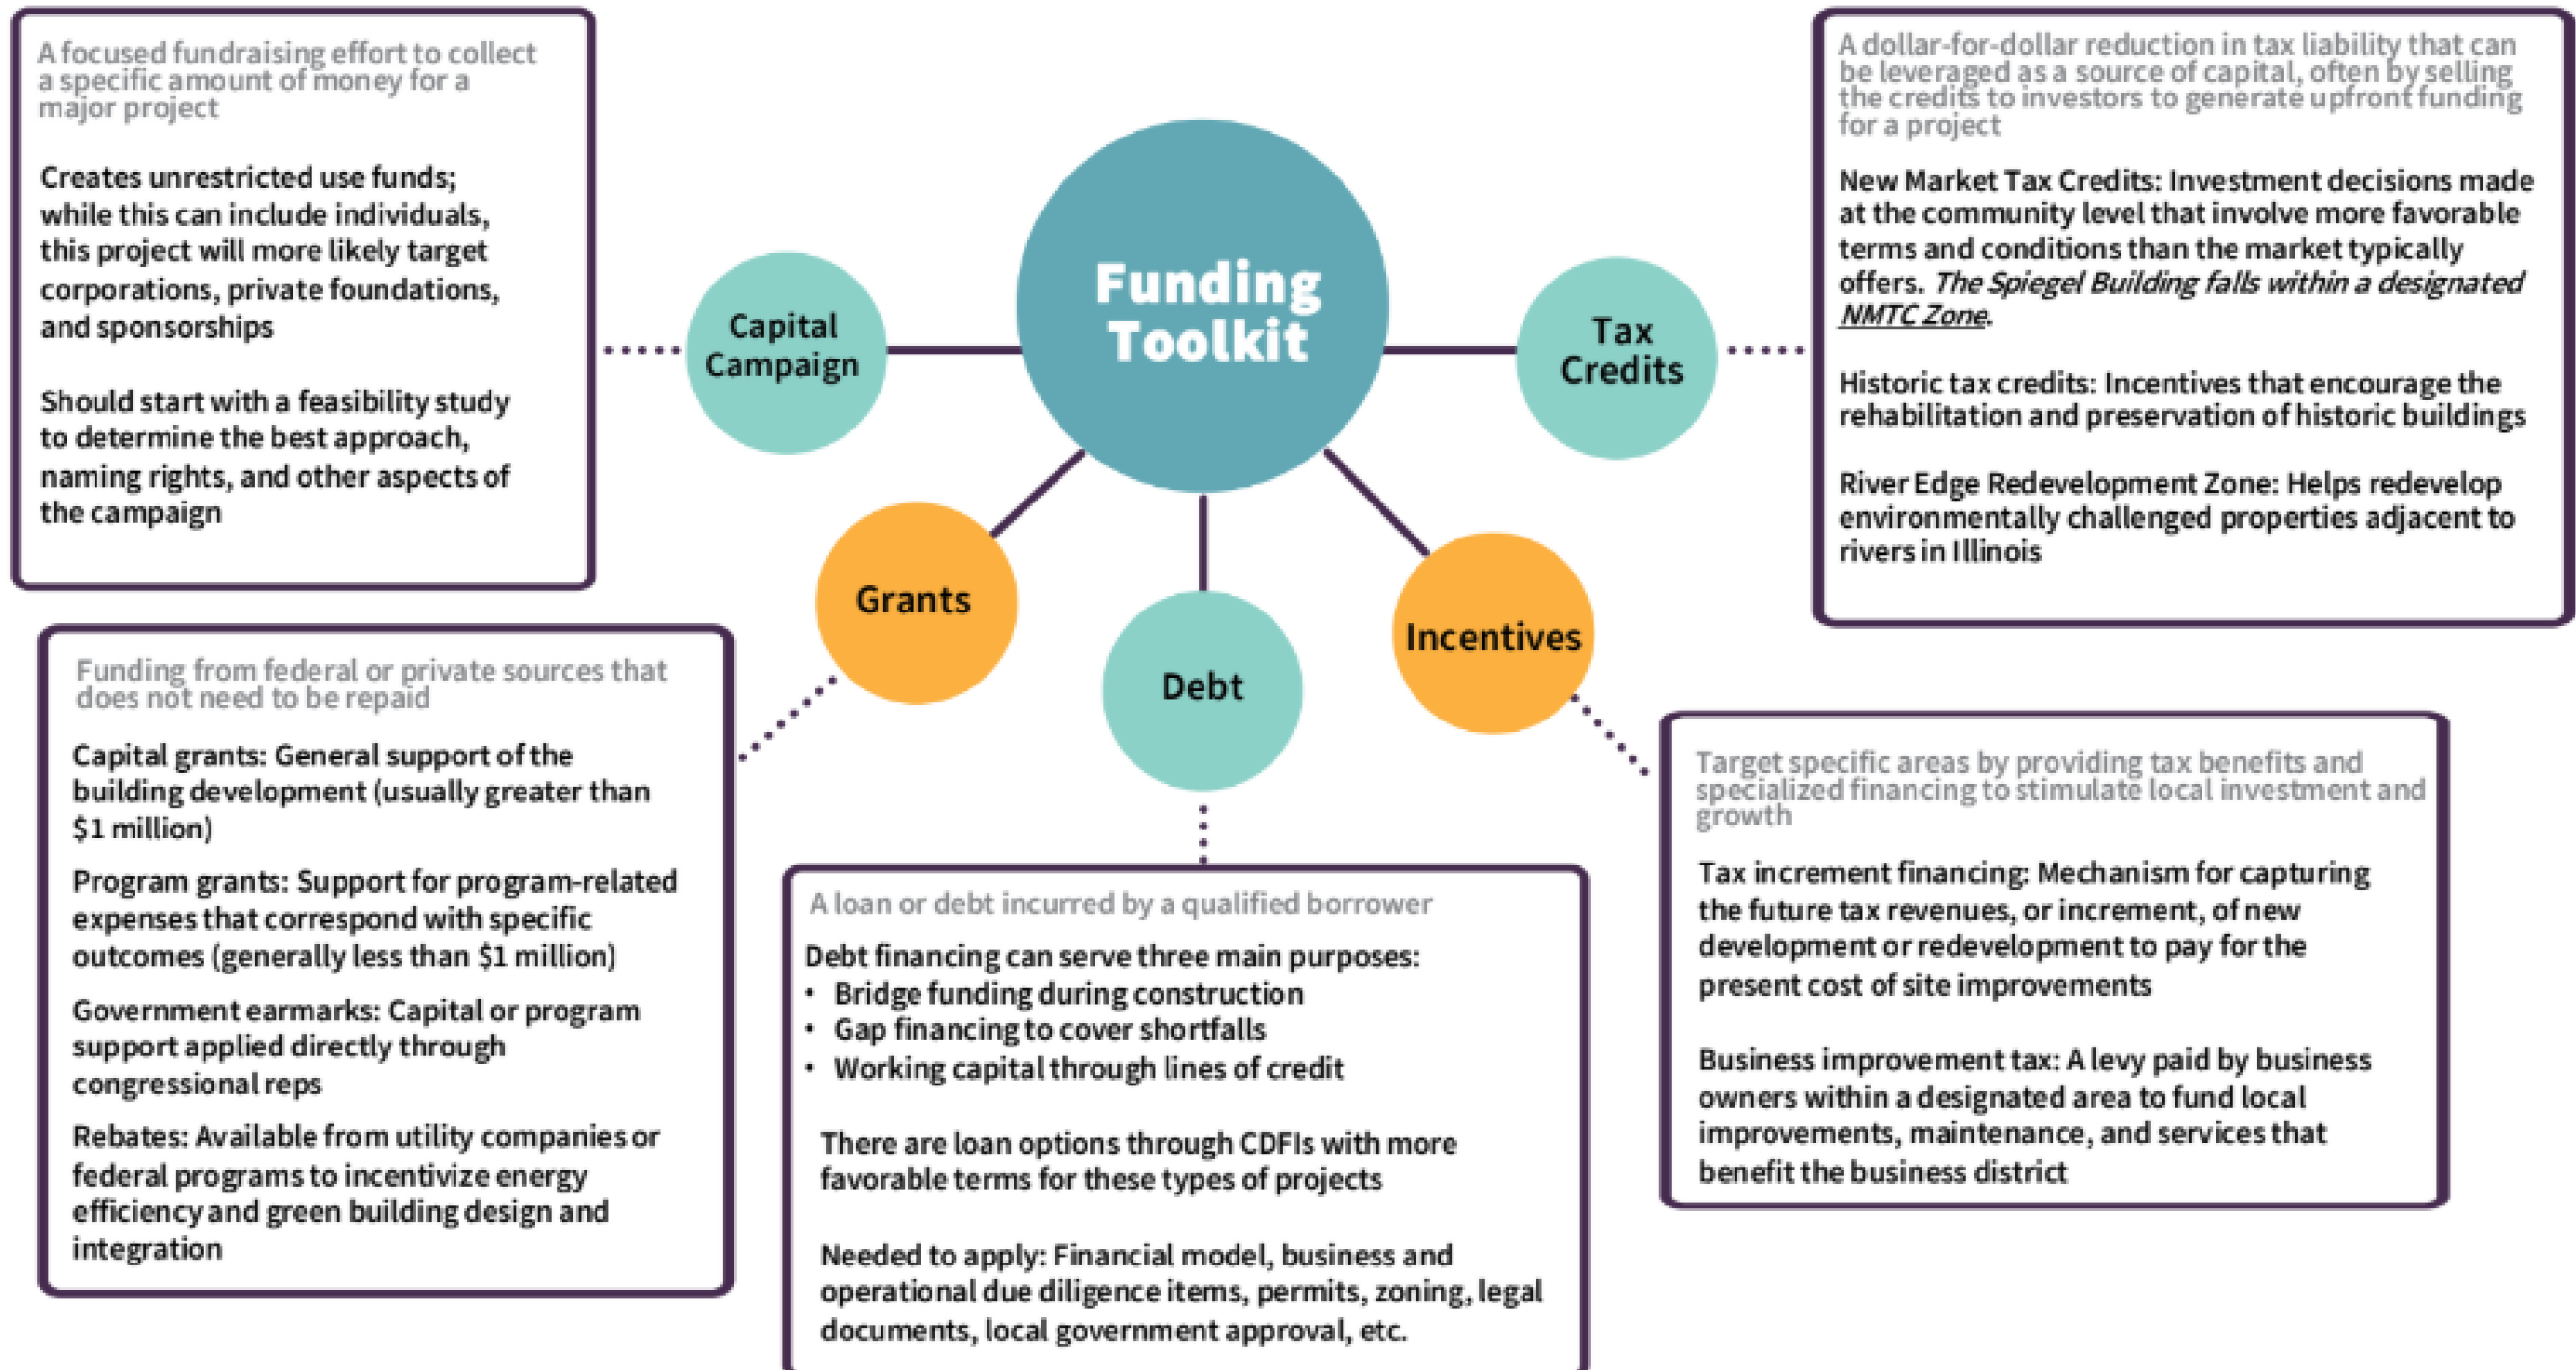 A focused fundraising effort to collect
a specific amount of money for a
major project
Creates unrestricted use funds;
while this can include individuals,
this project will more likely target
corporations, private foundations,
and sponsorships
Should start with a feasibility study
to determine the best approach,
naming rights, and other aspects of
the campaign
Funding
Toolkit
Capital
Campaign
Tax
Credits
Grants
Debt
Incentives
A dollar-for-dollar reduction in tax liability that can
be leveraged as a source of capital, often by selling
the credits to investors to generate upfront funding
for a project
New Market Tax Credits: Investment decisions made
at the community level that involve more favorable
terms and conditions than the market typically
offers. The Spiegel Building falls within a designated
NMTC Zone.
Historic tax credits: Incentives that encourage the
rehabilitation and preservation of historic buildings
River Edge Redevelopment Zone: Helps redevelop
environmentally challenged properties adjacent to
rivers in Illinois
Funding from federal or private sources that
does not need to be repaid
Capital grants: General support of the
building development (usually greater than
$1 million)
Program grants: Support for program-related
expenses that correspond with specific
outcomes (generally less than $1 million)
Government earmarks: Capital or program
support applied directly through
congressional reps
Rebates: Available from utility companies or
federal programs to incentivize energy
efficiency and green building design and
integration
A loan or debt incurred by a qualified borrower
Debt financing can serve three main purposes:
• Bridge funding during construction
• Gap financing to cover shortfalls
• Working capital through lines of credit
There are loan options through CDFIs with more
favorable terms for these types of projects
Needed to apply: Financial model, business and
operational due diligence items, permits, zoning, legal
documents, local government approval, etc.
Target specific areas by providing tax benefits and
specialized financing to stimulate local investment and
growth
Tax increment financing: Mechanism for capturing
the future tax revenues, or increment, of new
development or redevelopment to pay for the
present cost of site improvements
Business improvement tax: A levy paid by business
owners within a designated area to fund local
improvements, maintenance, and services that
benefit the business district